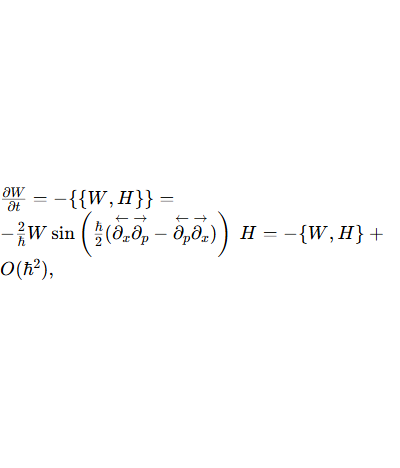 ∂W/∂t = −{{W, H}} =
−2/ħ W sin(ħ/2(∂←ₓ∂→ₚ − ∂←ₚ∂→ₓ)) H = −{W, H} +
O(ħ²),